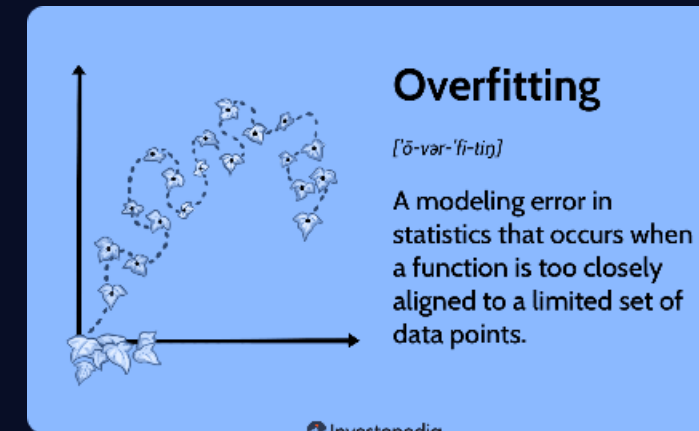 Overfitting
['ō-vər-'fi-tiŋ]
A modeling error in
statistics that occurs when
a function is too closely
aligned to a limited set of
data points.
Investopedia